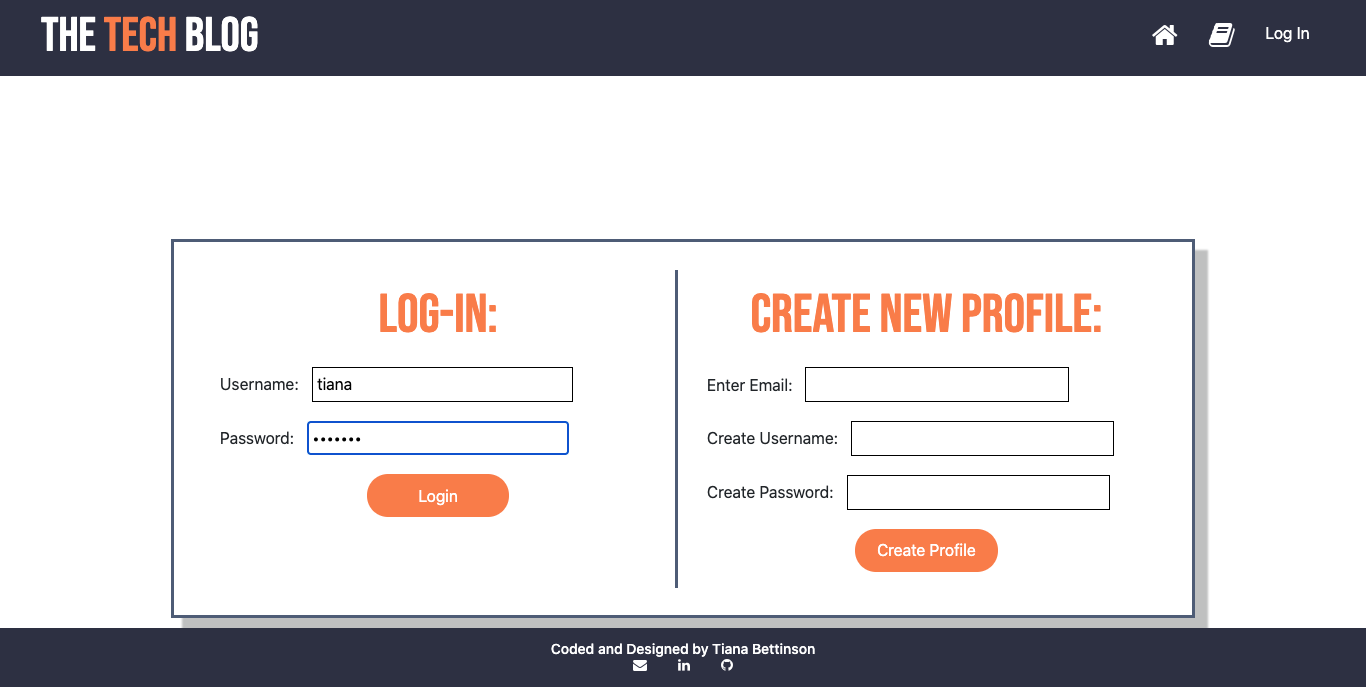 THE TECH BLOG
Log In
LOG-IN:
Username: tiana
Password: •••••••
Login
CREATE NEW PROFILE:
Enter Email:
Create Username:
Create Password:
Create Profile
Coded and Designed by Tiana Bettinson
in